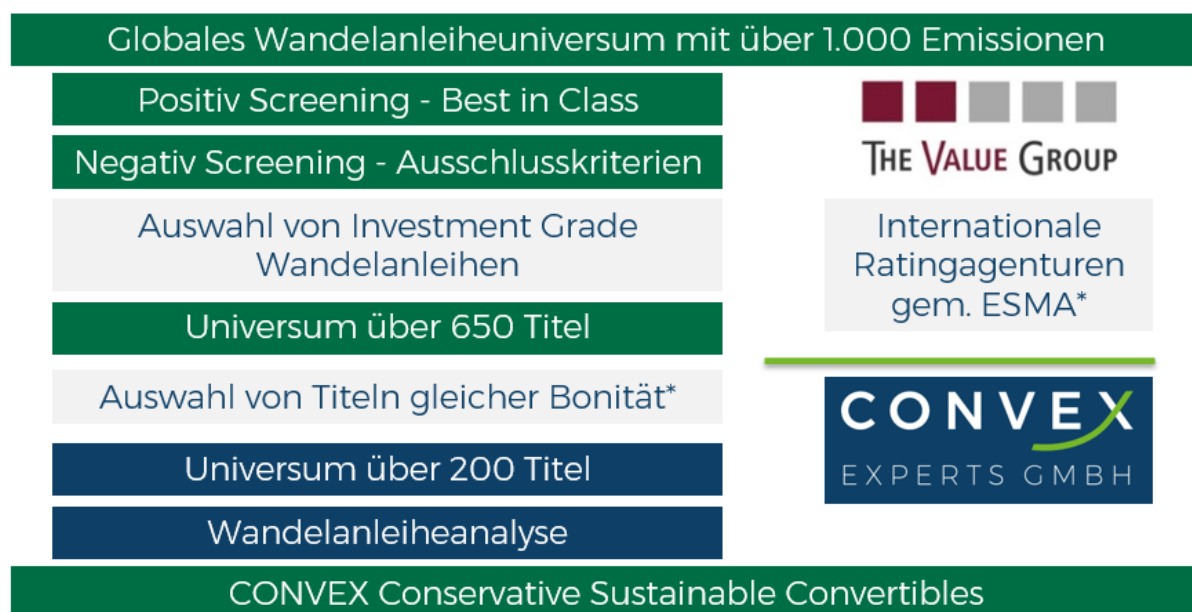 Globales Wandelanleiheuniversum mit über 1.000 Emissionen
Positiv Screening - Best in Class
Negativ Screening - Ausschlusskriterien
THE VALUE GROUP
Auswahl von Investment Grade
Wandelanleihen
Internationale
Ratingagenturen
gem. ESMA*
Universum über 650 Titel
Auswahl von Titeln gleicher Bonität*
CONVEX
EXPERTS GMBH
Universum über 200 Titel
Wandelanleiheanalyse
CONVEX Conservative Sustainable Convertibles